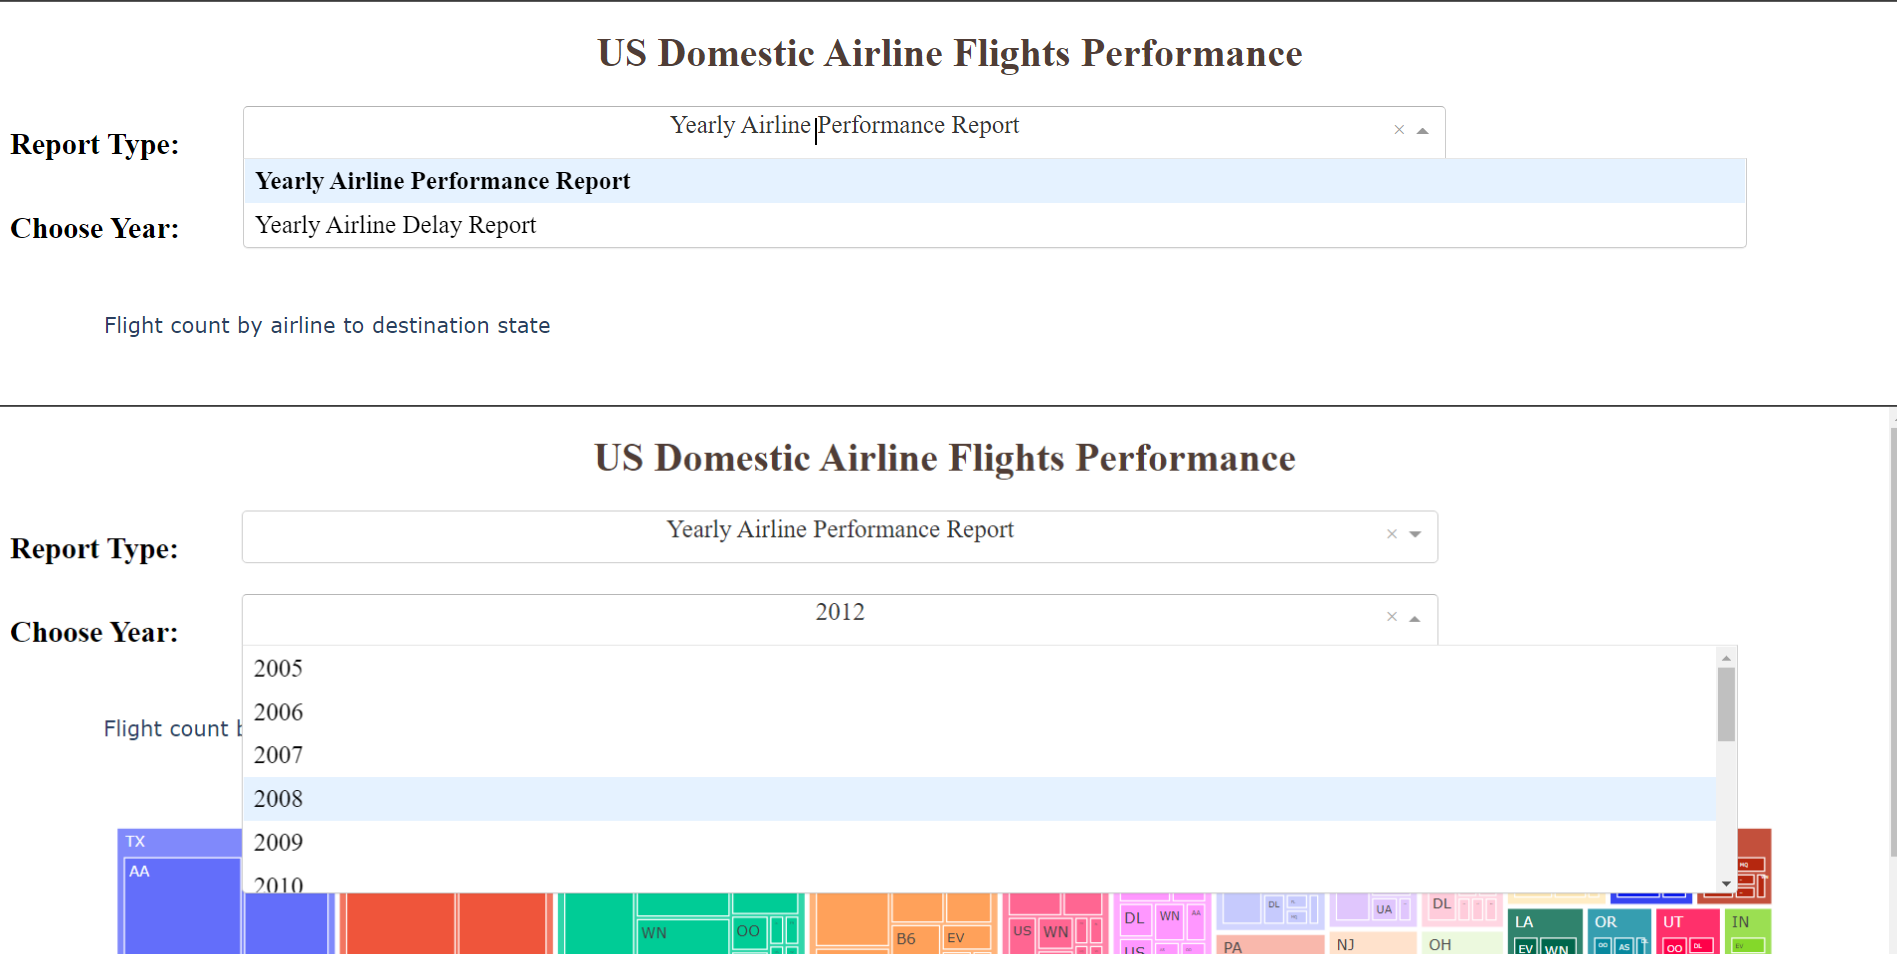 US Domestic Airline Flights Performance
Report Type:
Yearly Airline Performance Report
×
Yearly Airline Performance Report
Yearly Airline Delay Report
Choose Year:
Flight count by airline to destination state
US Domestic Airline Flights Performance
Report Type:
Yearly Airline Performance Report
×
Choose Year:
2012
×
2005
2006
2007
2008
2009
2010
Flight count
TX
AA
WN
OO
B6
EV
US
WN
DL
WN
AA
US
DL
PA
UA
NJ
DL
OH
MQ
LA
EV
WN
OR
OO
AS
UT
OO
DL
IN
EV